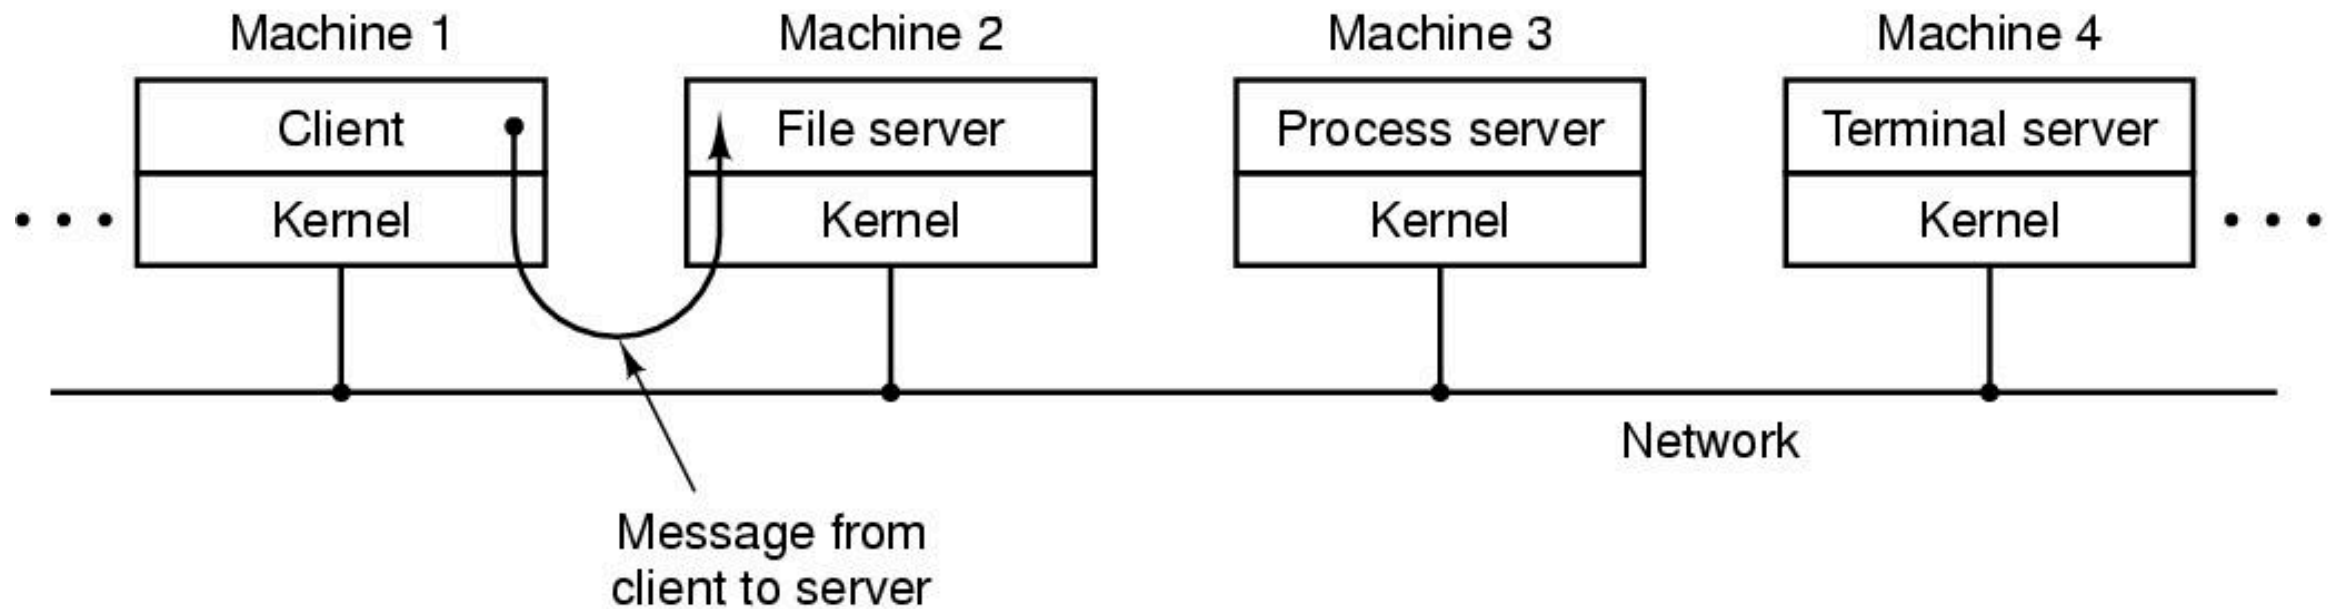 Machine 1
Machine 2
Machine 3
Machine 4
Client
File server
Process server
Terminal server
Kernel
Kernel
Kernel
Kernel
Network
Message from
client to server